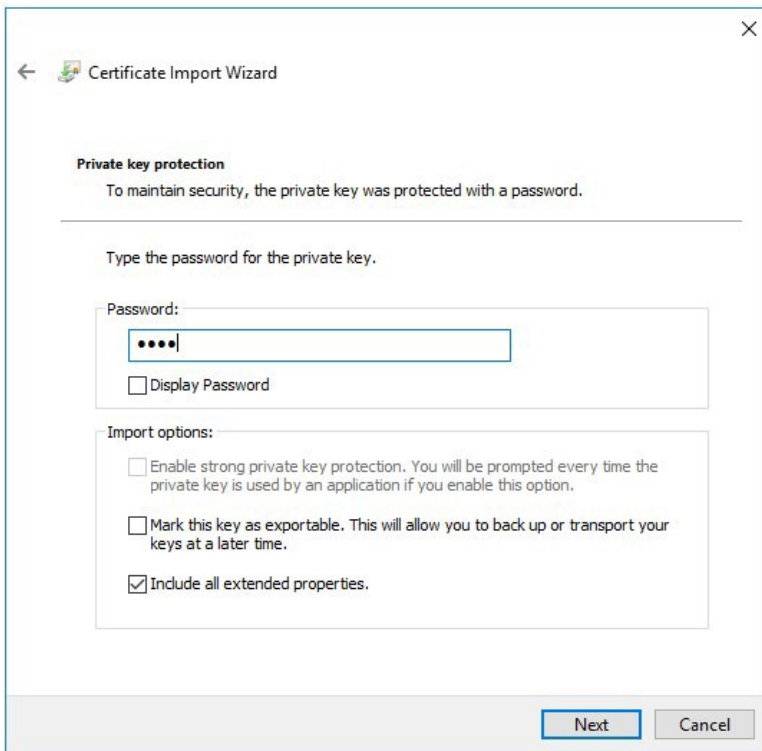 Certificate Import Wizard
Private key protection
To maintain security, the private key was protected with a password.
Type the password for the private key.
Password:
••••
Display Password
Import options:
Enable strong private key protection. You will be prompted every time the
private key is used by an application if you enable this option.
Mark this key as exportable. This will allow you to back up or transport your
keys at a later time.
Include all extended properties.
Next Cancel